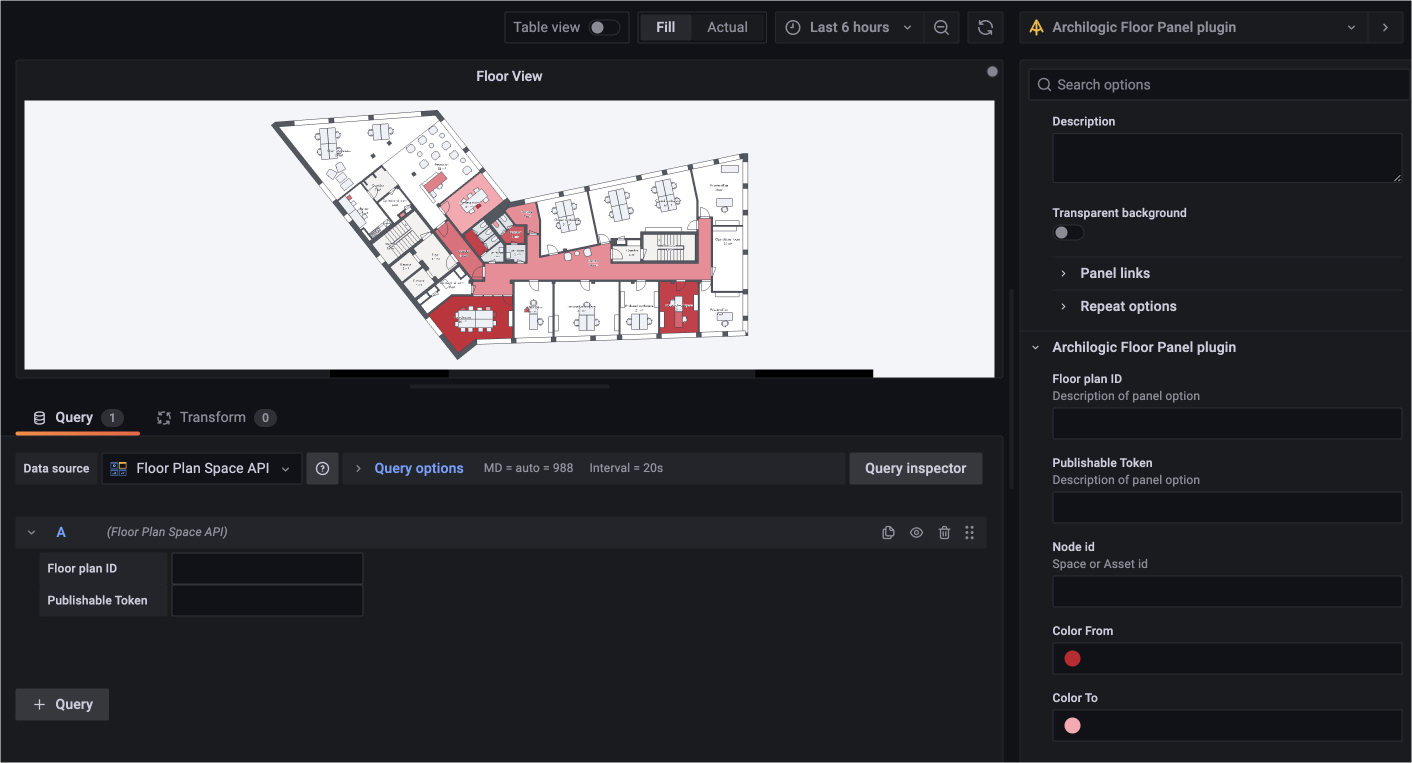 Table view
Fill
Actual
Last 6 hours
Archilogic Floor Panel plugin
Floor View
Search options
Description
Transparent background
Panel links
Repeat options
Archilogic Floor Panel plugin
Floor plan ID
Description of panel option
Publishable Token
Description of panel option
Node id
Space or Asset id
Color From
Color To
Query 1
Transform 0
Data source
Floor Plan Space API
Query options
MD = auto = 988
Interval = 20s
Query inspector
A
(Floor Plan Space API)
Floor plan ID
Publishable Token
+ Query